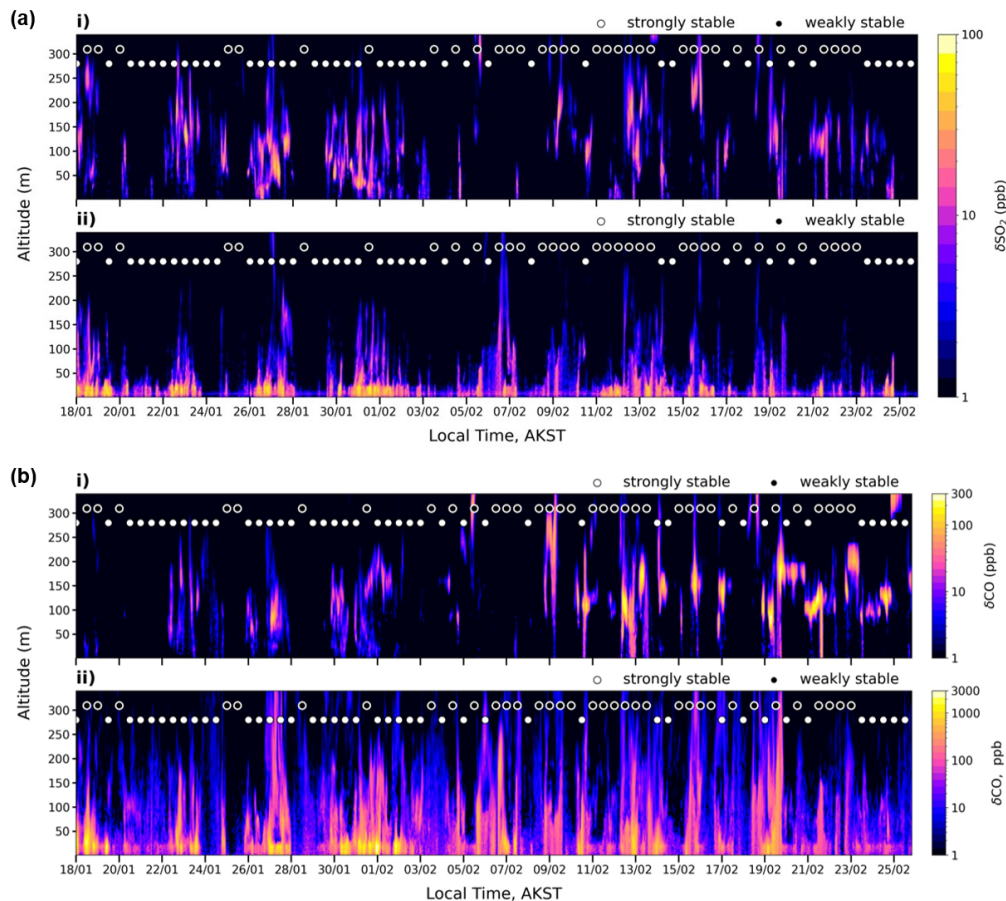 (a)
i) ○ strongly stable ● weakly stable
300
250
200
150
100
50
Altitude (m)
ii) ○ strongly stable ● weakly stable
300
250
200
150
100
50
18/01 20/01 22/01 24/01 26/01 28/01 30/01 01/02 03/02 05/02 07/02 09/02 11/02 13/02 15/02 17/02 19/02 21/02 23/02 25/02
Local Time, AKST
100
10
1
δSO₂ (ppb)
(b)
i) ○ strongly stable ● weakly stable
300
250
200
150
100
50
Altitude (m)
300
100
10
1
δCO (ppb)
ii) ○ strongly stable ● weakly stable
300
250
200
150
100
50
18/01 20/01 22/01 24/01 26/01 28/01 30/01 01/02 03/02 05/02 07/02 09/02 11/02 13/02 15/02 17/02 19/02 21/02 23/02 25/02
Local Time, AKST
3000
1000
100
10
1
δCO, ppb